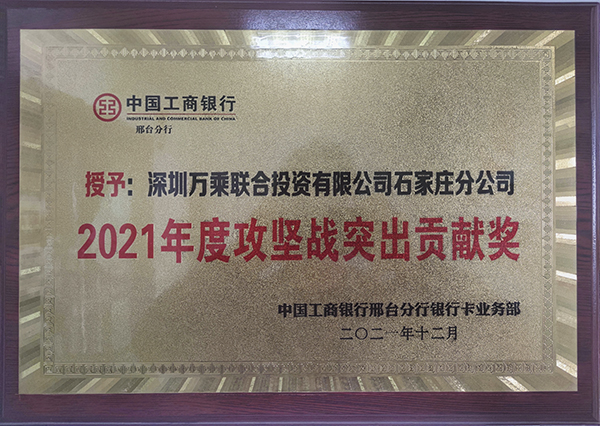 中国工商银行
INDUSTRIAL AND COMMERCIAL BANK OF CHINA
邢台分行
授予：深圳万乘联合投资有限公司石家庄分公司
2021年度攻坚战突出贡献奖
中国工商银行邢台分行银行卡业务部
二〇二一年十二月